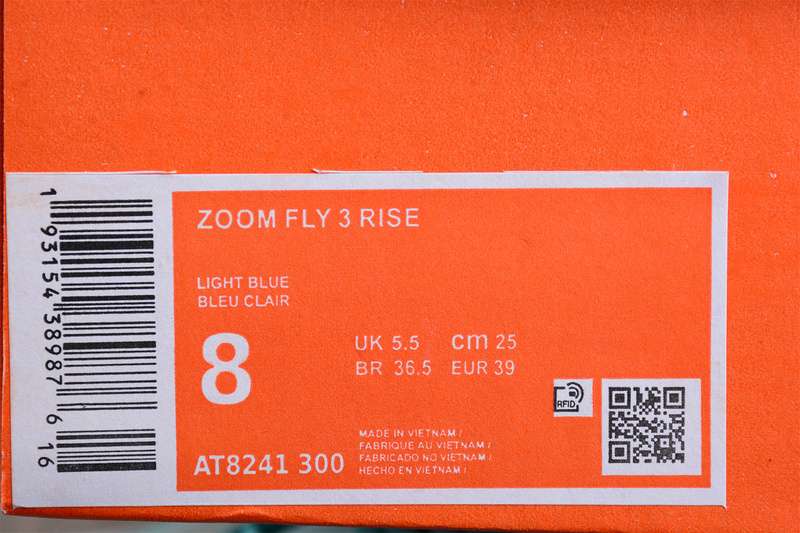 ZOOM FLY 3 RISE
LIGHT BLUE
BLEU CLAIR
8
UK 5.5 cm 25
BR 36.5 EUR 39
RFID
AT8241 300
MADE IN VIETNAM /
FABRIQUE AU VIETNAM /
FABRICADO NO VIETNAM /
HECHO EN VIETNAM /
1 93154 38987 6 16